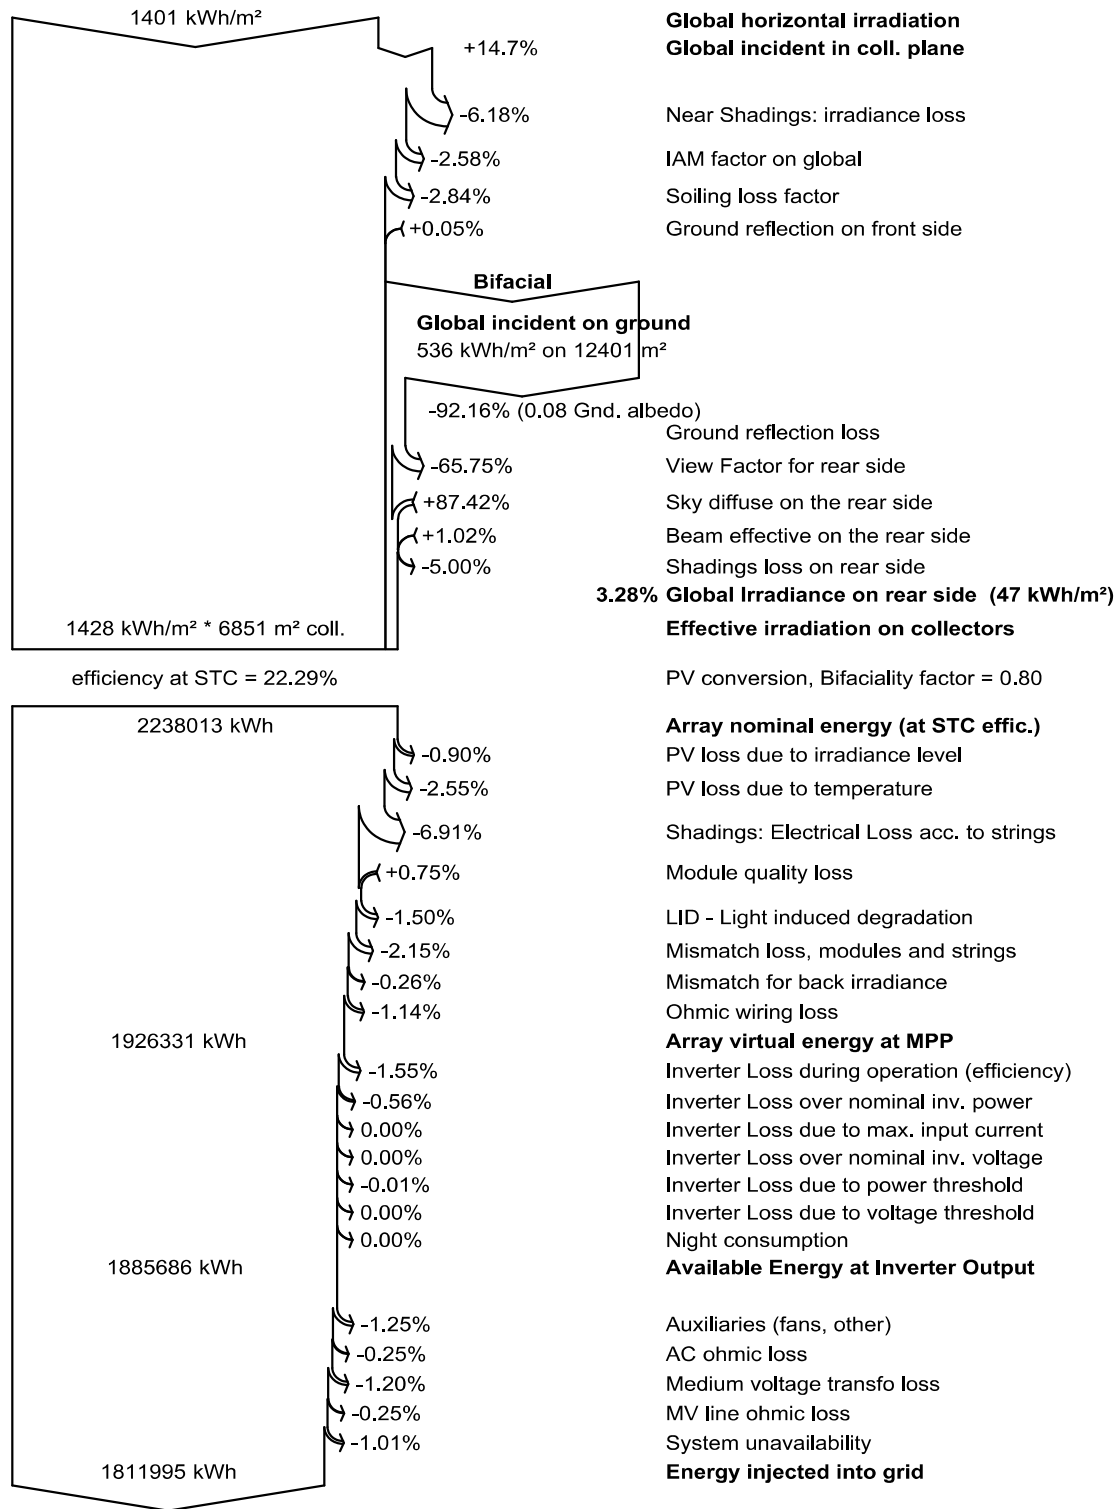 1401 kWh/m² Global horizontal irradiation
+14.7% Global incident in coll. plane
-6.18% Near Shadings: irradiance loss
-2.58% IAM factor on global
-2.84% Soiling loss factor
+0.05% Ground reflection on front side
Bifacial
Global incident on ground
536 kWh/m² on 12401 m²
-92.16% (0.08 Gnd. albedo)
Ground reflection loss
-65.75% View Factor for rear side
+87.42% Sky diffuse on the rear side
+1.02% Beam effective on the rear side
-5.00% Shadings loss on rear side
3.28% Global Irradiance on rear side (47 kWh/m²)
1428 kWh/m² * 6851 m² coll. Effective irradiation on collectors
efficiency at STC = 22.29% PV conversion, Bifaciality factor = 0.80
2238013 kWh Array nominal energy (at STC effic.)
-0.90% PV loss due to irradiance level
-2.55% PV loss due to temperature
-6.91% Shadings: Electrical Loss acc. to strings
+0.75% Module quality loss
-1.50% LID - Light induced degradation
-2.15% Mismatch loss, modules and strings
-0.26% Mismatch for back irradiance
-1.14% Ohmic wiring loss
1926331 kWh Array virtual energy at MPP
-1.55% Inverter Loss during operation (efficiency)
-0.56% Inverter Loss over nominal inv. power
0.00% Inverter Loss due to max. input current
0.00% Inverter Loss over nominal inv. voltage
-0.01% Inverter Loss due to power threshold
0.00% Inverter Loss due to voltage threshold
0.00% Night consumption
1885686 kWh Available Energy at Inverter Output
-1.25% Auxiliaries (fans, other)
-0.25% AC ohmic loss
-1.20% Medium voltage transfo loss
-0.25% MV line ohmic loss
-1.01% System unavailability
1811995 kWh Energy injected into grid